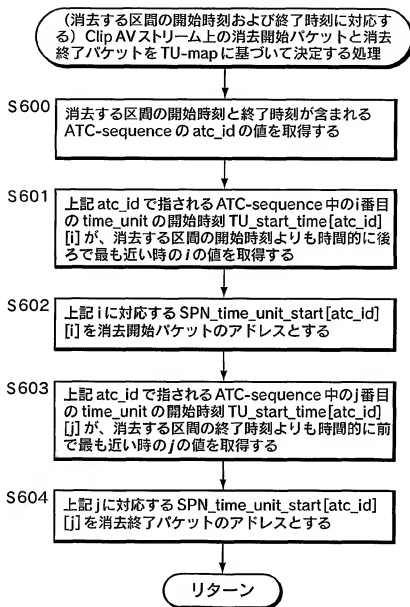 (消去する区間の開始時刻および終了時刻に対応す
る) Clip AVストリーム上の消去開始パケットと消去
終了パケットをTU-mapに基づいて決定する処理
S600
消去する区間の開始時刻と終了時刻が含まれる
ATC-sequenceのatc_idの値を取得する
S601
上記atc_idで指されるATC-sequence中のi番目
のtime_unitの開始時刻TU_start_time[atc_id]
[i]が、消去する区間の開始時刻よりも時間的に後
ろで最も近い時のiの値を取得する
S602
上記iに対応するSPN_time_unit_start[atc_id]
[i]を消去開始パケットのアドレスとする
S603
上記atc_idで指されるATC-sequence中のj番目
のtime_unitの開始時刻TU_start_time[atc_id]
[j]が、消去する区間の終了時刻よりも時間的に前
で最も近い時のjの値を取得する
S604
上記jに対応するSPN_time_unit_start[atc_id]
[j]を消去終了パケットのアドレスとする
リターン